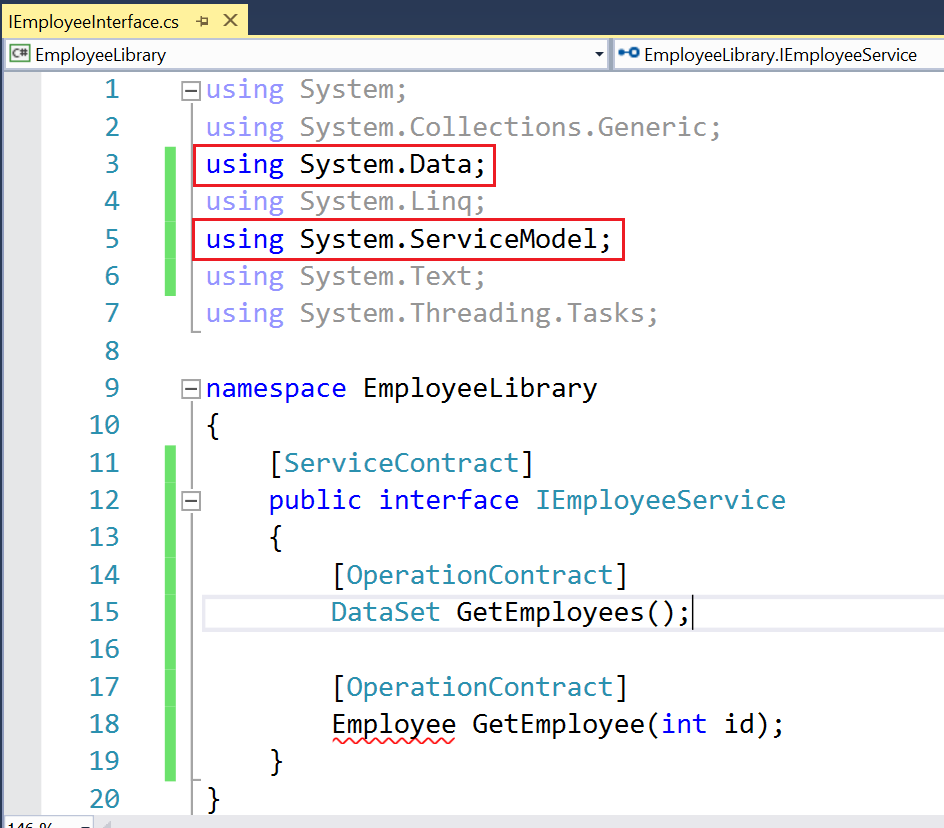 IEmployeeInterface.cs
C# EmployeeLibrary EmployeeLibrary.IEmployeeService
1 using System;
2 using System.Collections.Generic;
3 using System.Data;
4 using System.Linq;
5 using System.ServiceModel;
6 using System.Text;
7 using System.Threading.Tasks;
8
9 namespace EmployeeLibrary
10 {
11 [ServiceContract]
12 public interface IEmployeeService
13 {
14 [OperationContract]
15 DataSet GetEmployees();
16
17 [OperationContract]
18 Employee GetEmployee(int id);
19 }
20 }
146 %